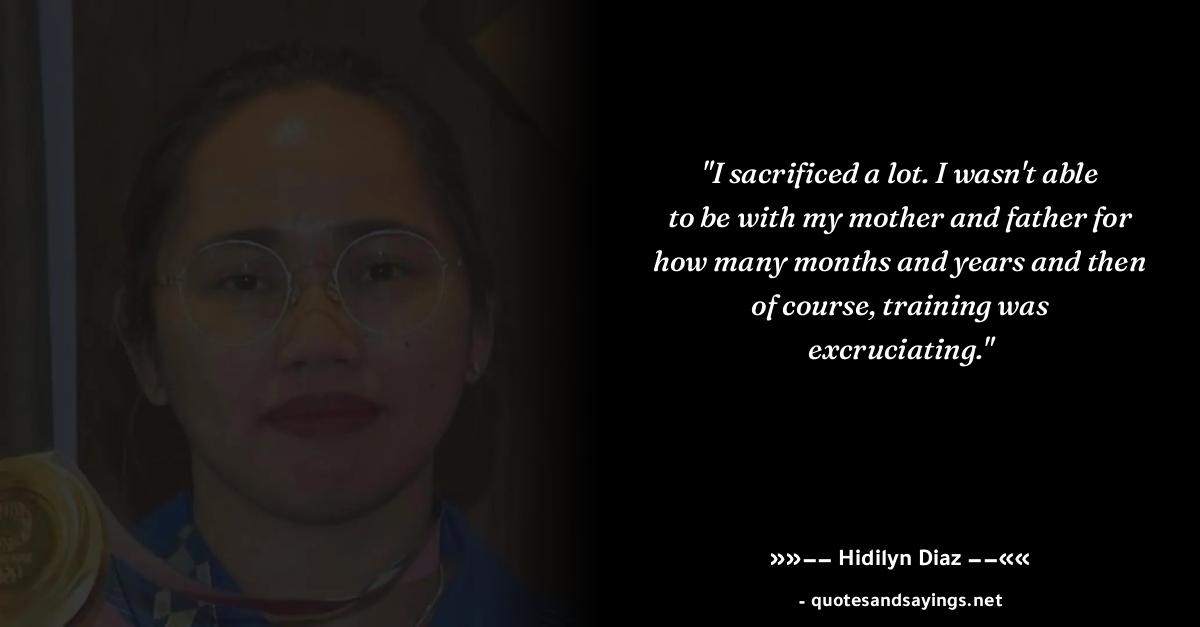 "I sacrificed a lot. I wasn't able
to be with my mother and father for
how many months and years and then
of course, training was
excruciating."
»»−− Hidilyn Diaz −−««
- quotesandsayings.net